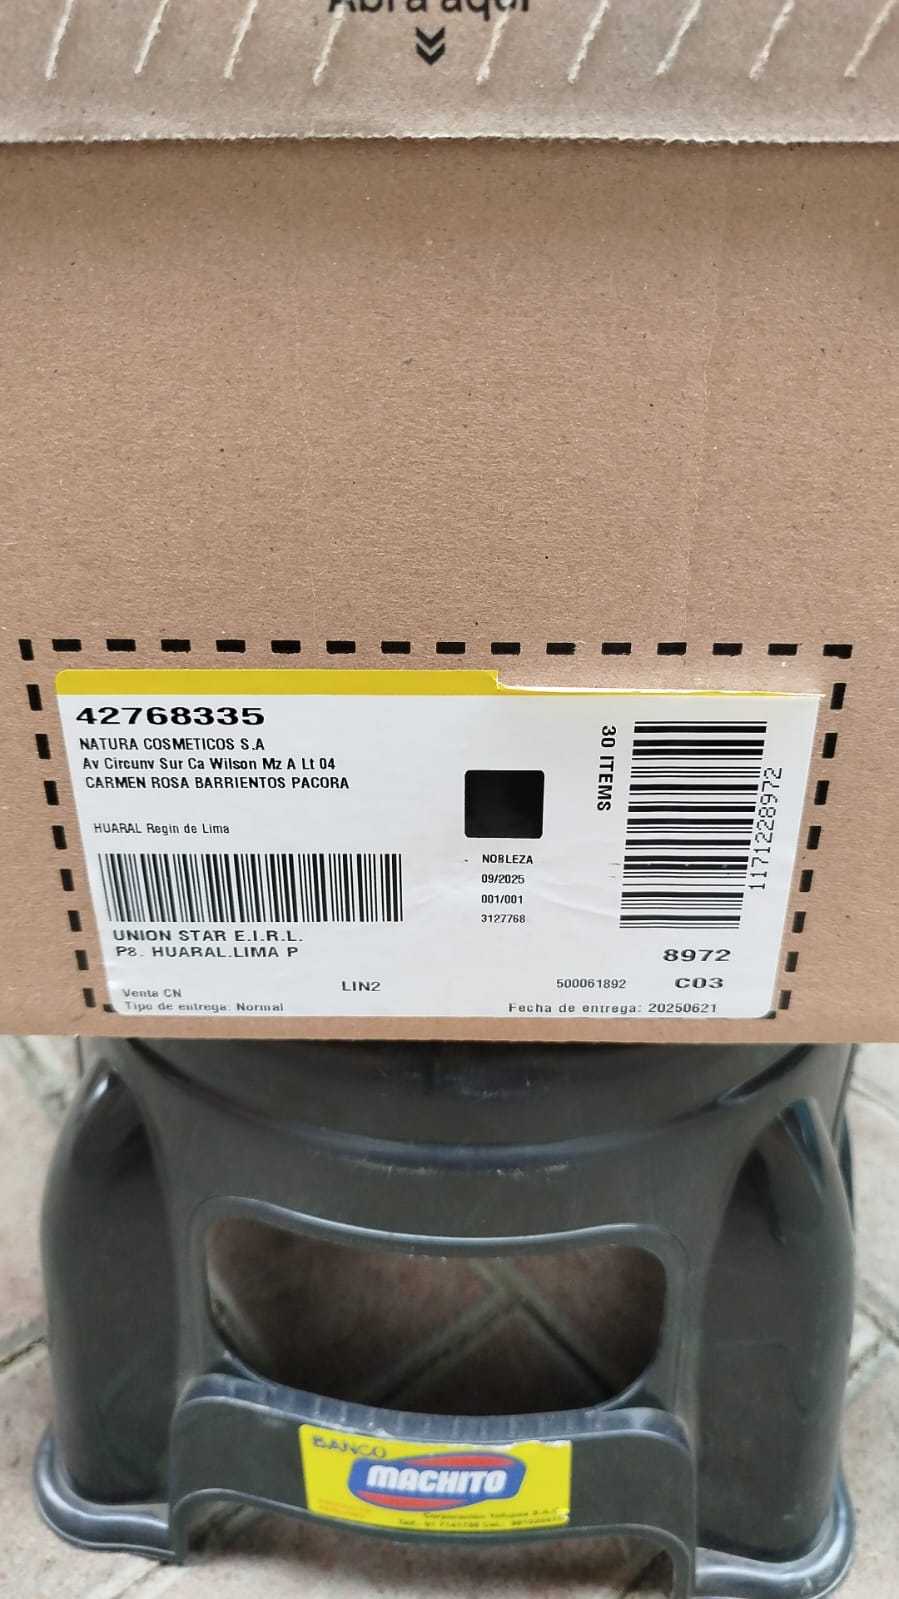 Abra aquí
42768335
NATURA COSMETICOS S.A
Av Circunv Sur Ca Wilson Mz A Lt 04
CARMEN ROSA BARRIENTOS PACORA
HUARAL Regin de Lima
30 ITEMS
1171228972
NOBLEZA
09/2025
001/001
3127768
UNION STAR E.I.R.L.
P8. HUARAL.LIMA P
8972
Venta CN
LIN2
500061892
C03
Tipo de entrega: Normal
Fecha de entrega: 20250621
BANCO
MACHITO